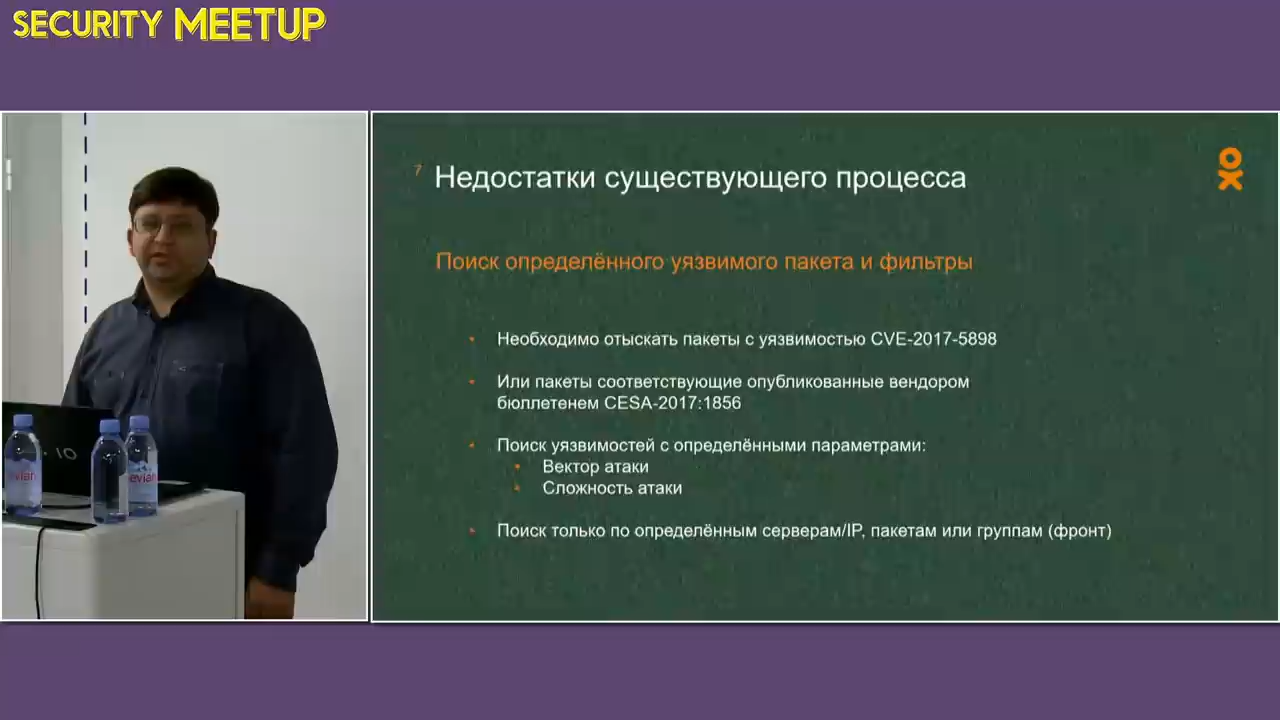 SECURITY MEETUP
7
Недостатки существующего процесса
Поиск определённого уязвимого пакета и фильтры
Необходимо отыскать пакеты с уязвимостью CVE-2017-5898
Или пакеты соответствующие опубликованные вендором
бюллетенем CESA-2017:1856
Поиск уязвимостей с определёнными параметрами:
Вектор атаки
Сложность атаки
Поиск только по определённым серверам/IP, пакетам или группам (фронт)
evian